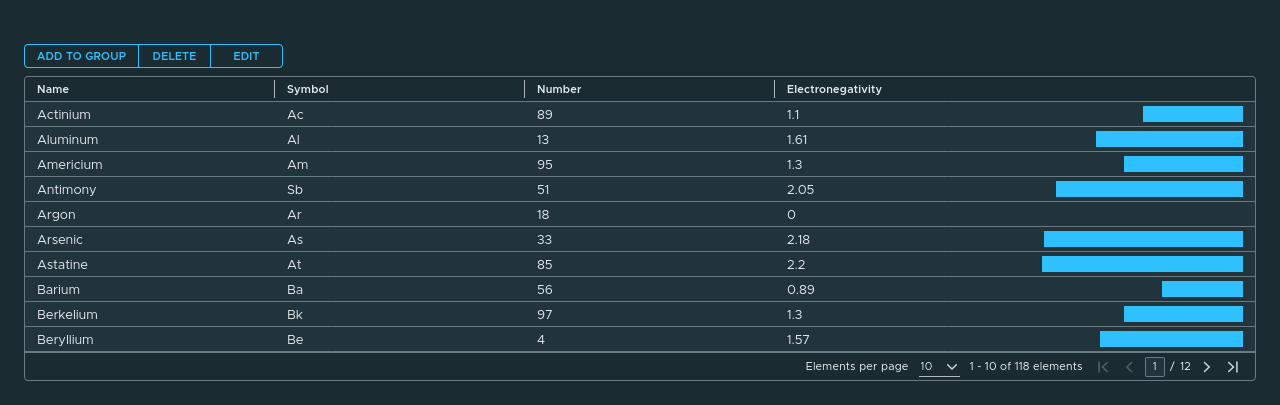 ADD TO GROUP DELETE EDIT
Name Symbol Number Electronegativity
Actinium Ac 89 1.1
Aluminum Al 13 1.61
Americium Am 95 1.3
Antimony Sb 51 2.05
Argon Ar 18 0
Arsenic As 33 2.18
Astatine At 85 2.2
Barium Ba 56 0.89
Berkelium Bk 97 1.3
Beryllium Be 4 1.57
Elements per page 10 1 - 10 of 118 elements 1 / 12